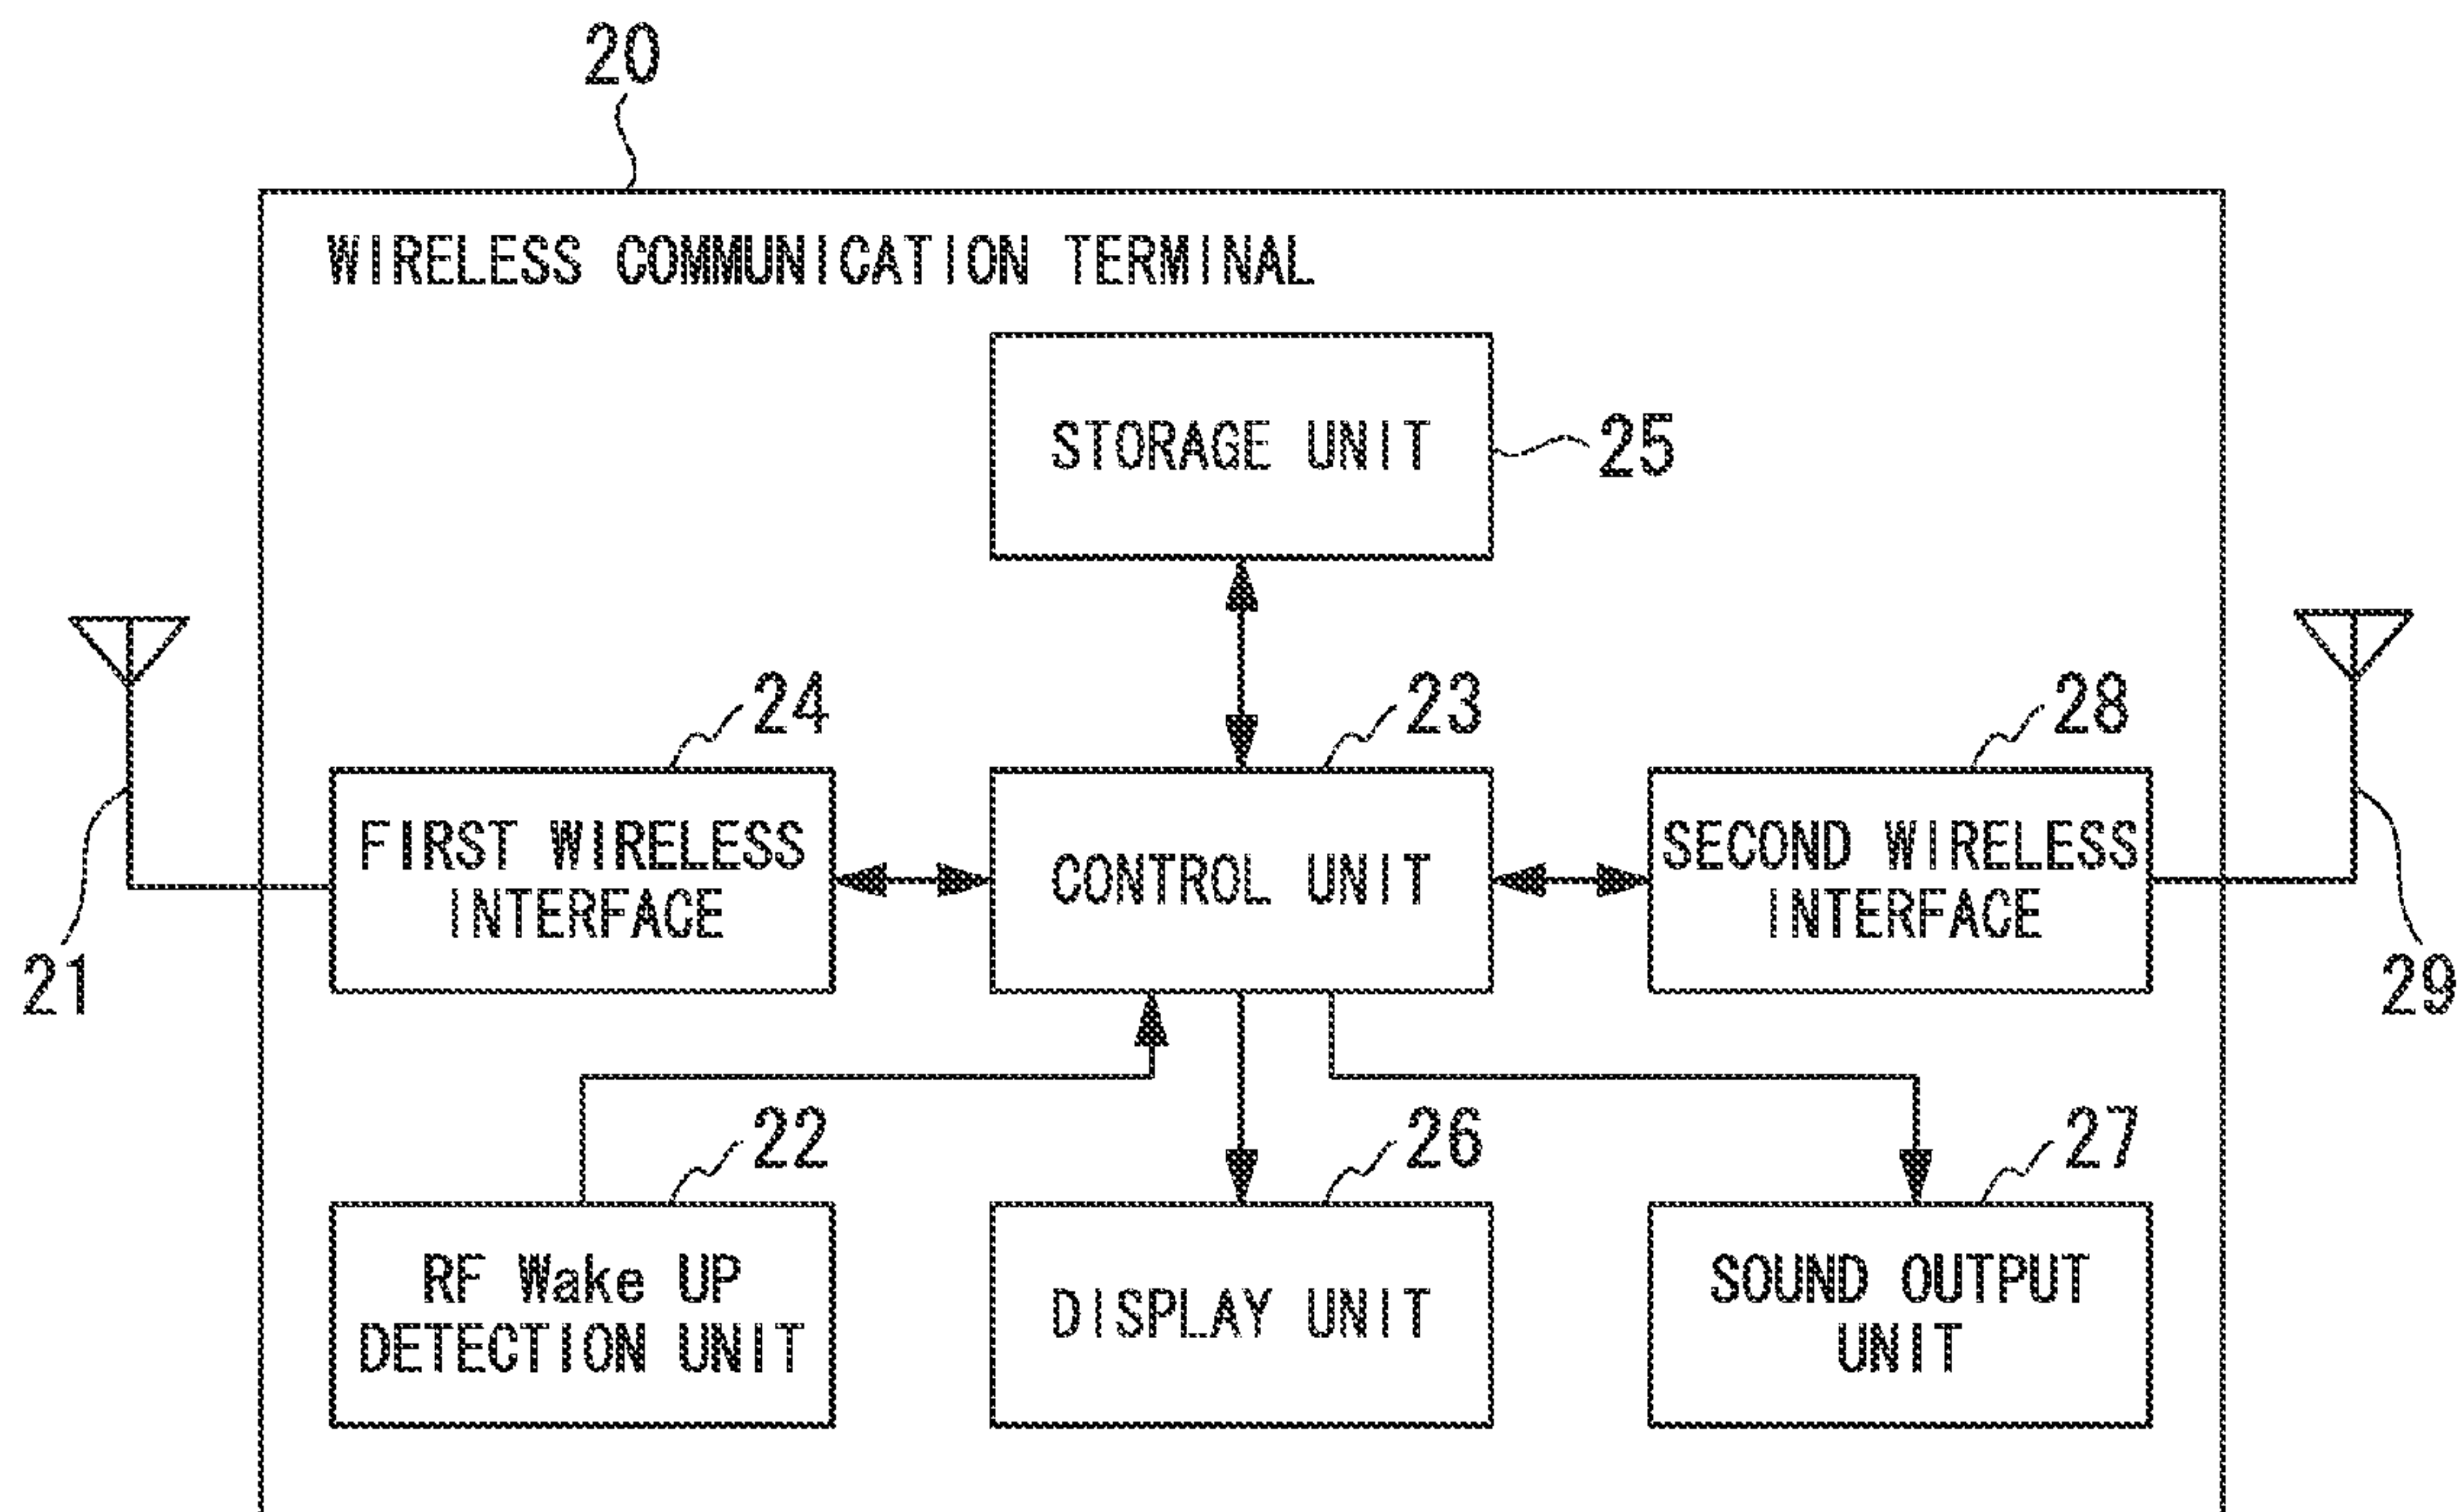 20
WIRELESS COMMUNICATION TERMINAL
STORAGE UNIT
25
24
23
28
FIRST WIRELESS
INTERFACE
CONTROL UNIT
SECOND WIRELESS
INTERFACE
21
29
22
26
27
RF Wake UP
DETECTION UNIT
DISPLAY UNIT
SOUND OUTPUT
UNIT